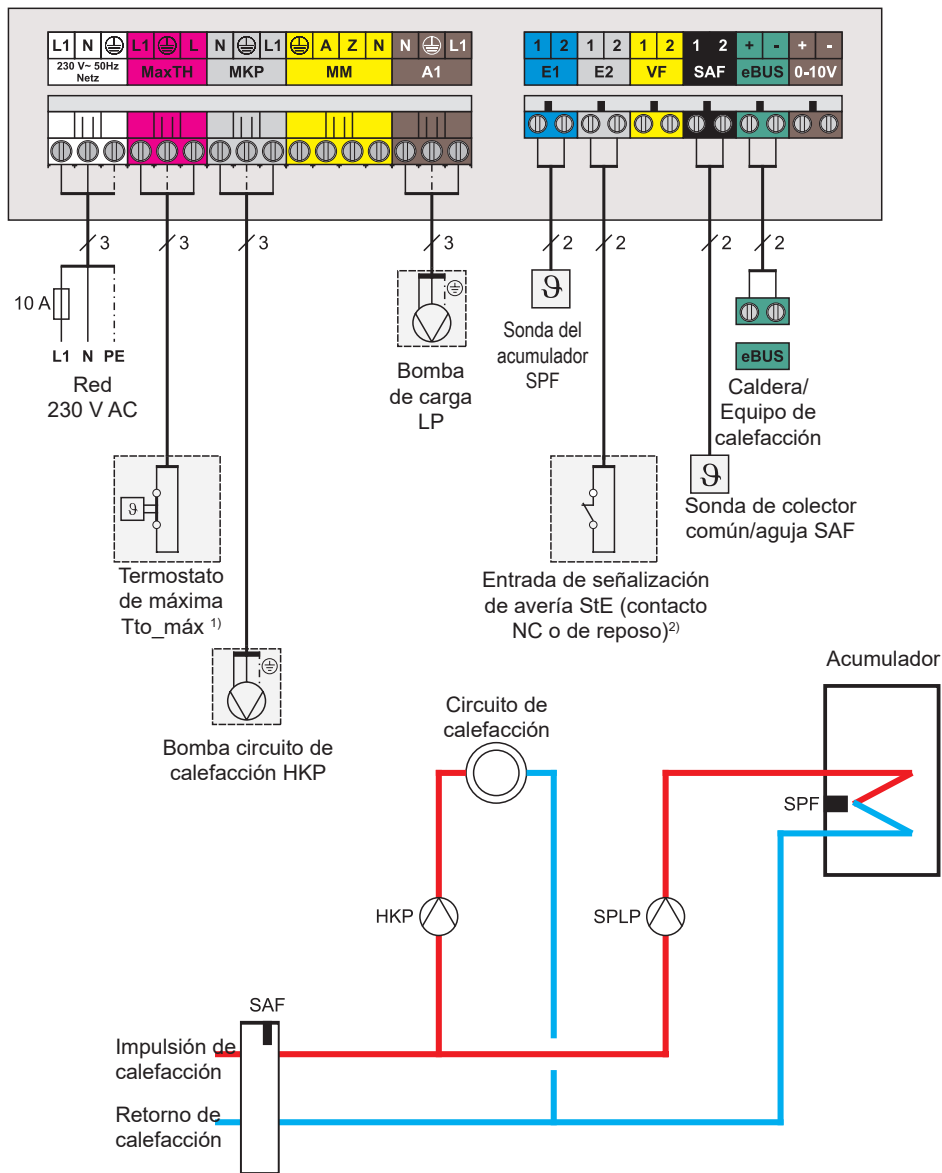 L1 N L1 L N L1 A Z N N L1 1 2 1 2 1 2 1 2 + - + -
230 V~ 50Hz
Netz
MaxTH MKP MM A1 E1 E2 VF SAF eBUS 0-10V
3 3 3 3 2 2 2 2
10 A
L1 N PE
Red
230 V AC
Bomba
de carga
LP
ϑ
Sonda del
acumulador
SPF
eBUS
Caldera/
Equipo de
calefacción
ϑ
Termostato
de máxima
Tto_máx 1)
Entrada de señalización
de avería StE (contacto
NC o de reposo)2)
ϑ
Sonda de colector
común/aguja SAF
Bomba circuito de
calefacción HKP
Circuito de
calefacción
Acumulador
SPF
HKP
SPLP
SAF
Impulsión de
calefacción
Retorno de
calefacción